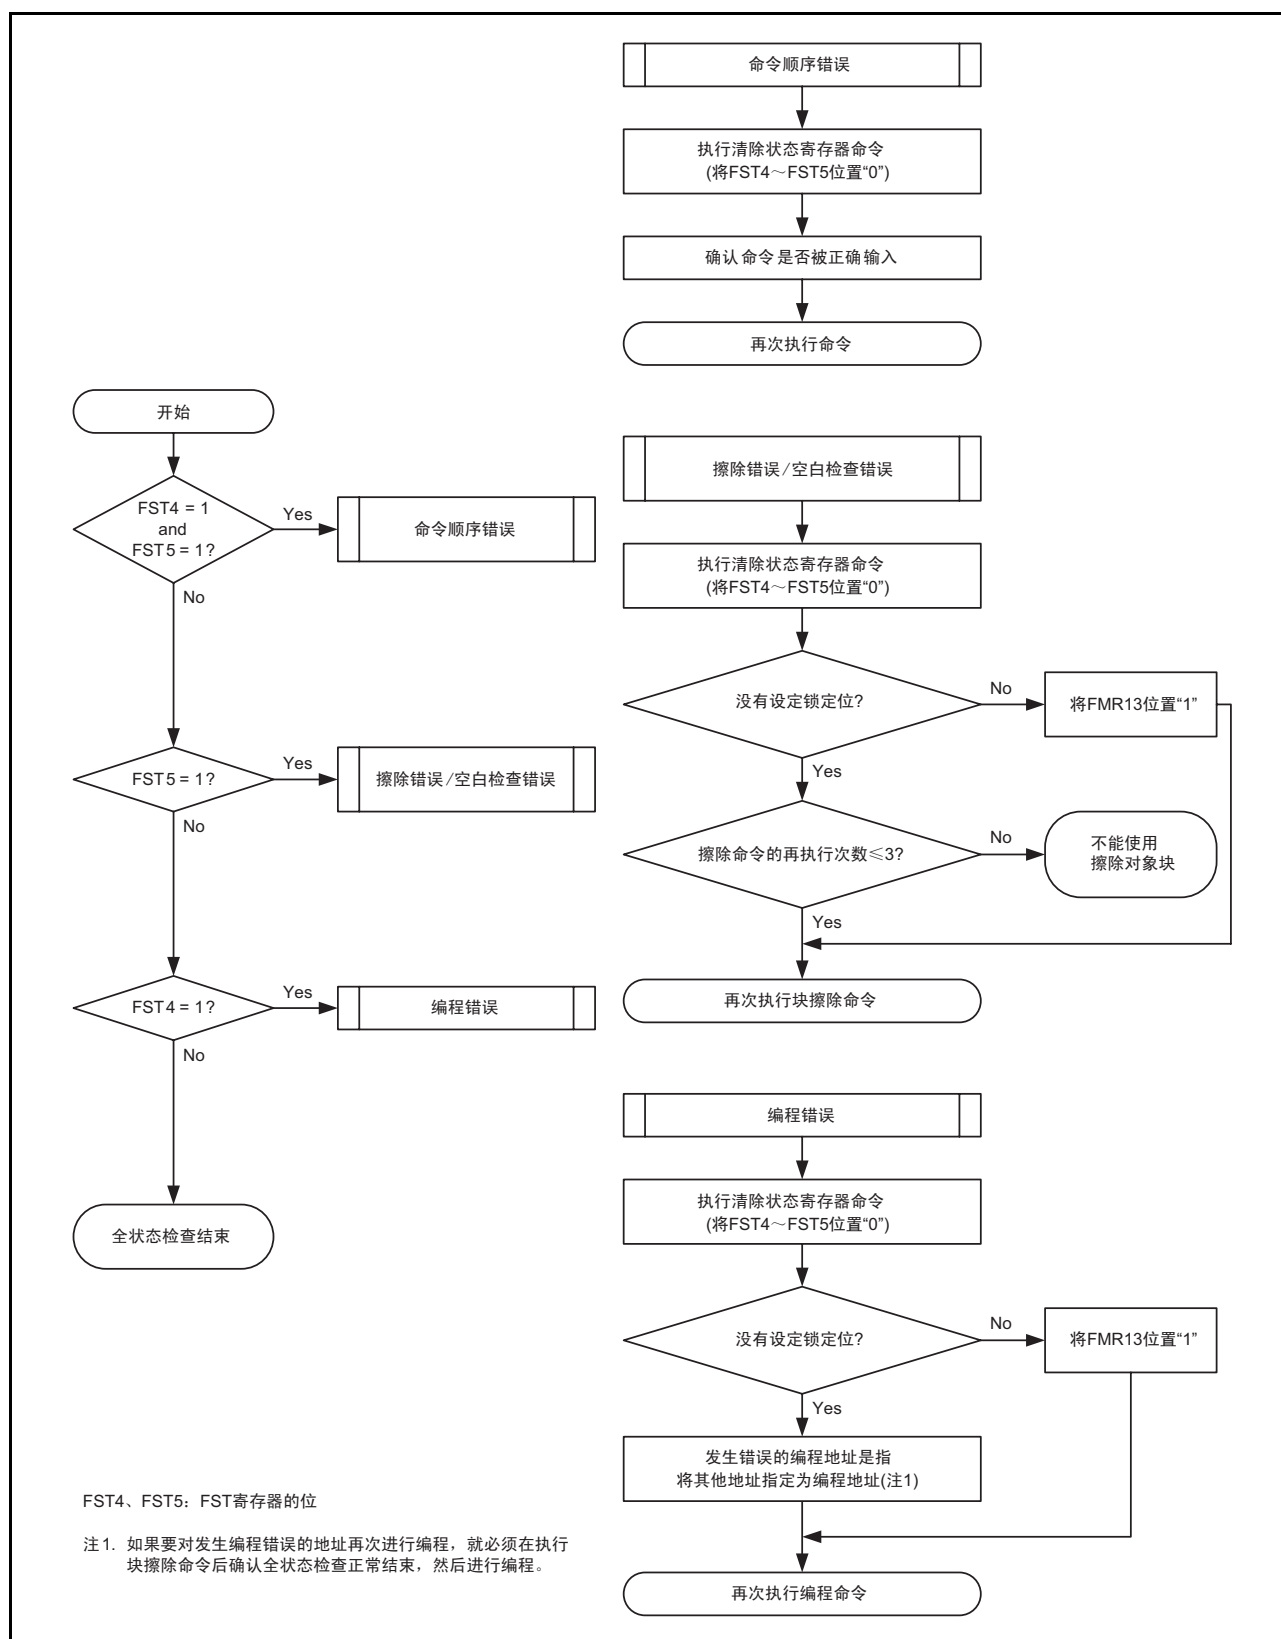 命令顺序错误
执行清除状态寄存器命令
(将FST4～FST5位置“0”)
确认命令是否被正确输入
再次执行命令
开始
FST4 = 1
and
FST5 = 1?
Yes
命令顺序错误
No
FST5 = 1?
Yes
擦除错误/空白检查错误
No
FST4 = 1?
Yes
编程错误
No
全状态检查结束
擦除错误/空白检查错误
执行清除状态寄存器命令
(将FST4～FST5位置“0”)
没有设定锁定位?
No
将FMR13位置“1”
Yes
擦除命令的再执行次数≤3?
No
不能使用
擦除对象块
Yes
再次执行块擦除命令
编程错误
执行清除状态寄存器命令
(将FST4～FST5位置“0”)
没有设定锁定位?
No
将FMR13位置“1”
Yes
发生错误的编程地址是指
将其他地址指定为编程地址(注1)
再次执行编程命令
FST4、FST5：FST寄存器的位
注1. 如果要对发生编程错误的地址再次进行编程，就必须在执行
块擦除命令后确认全状态检查正常结束，然后进行编程。